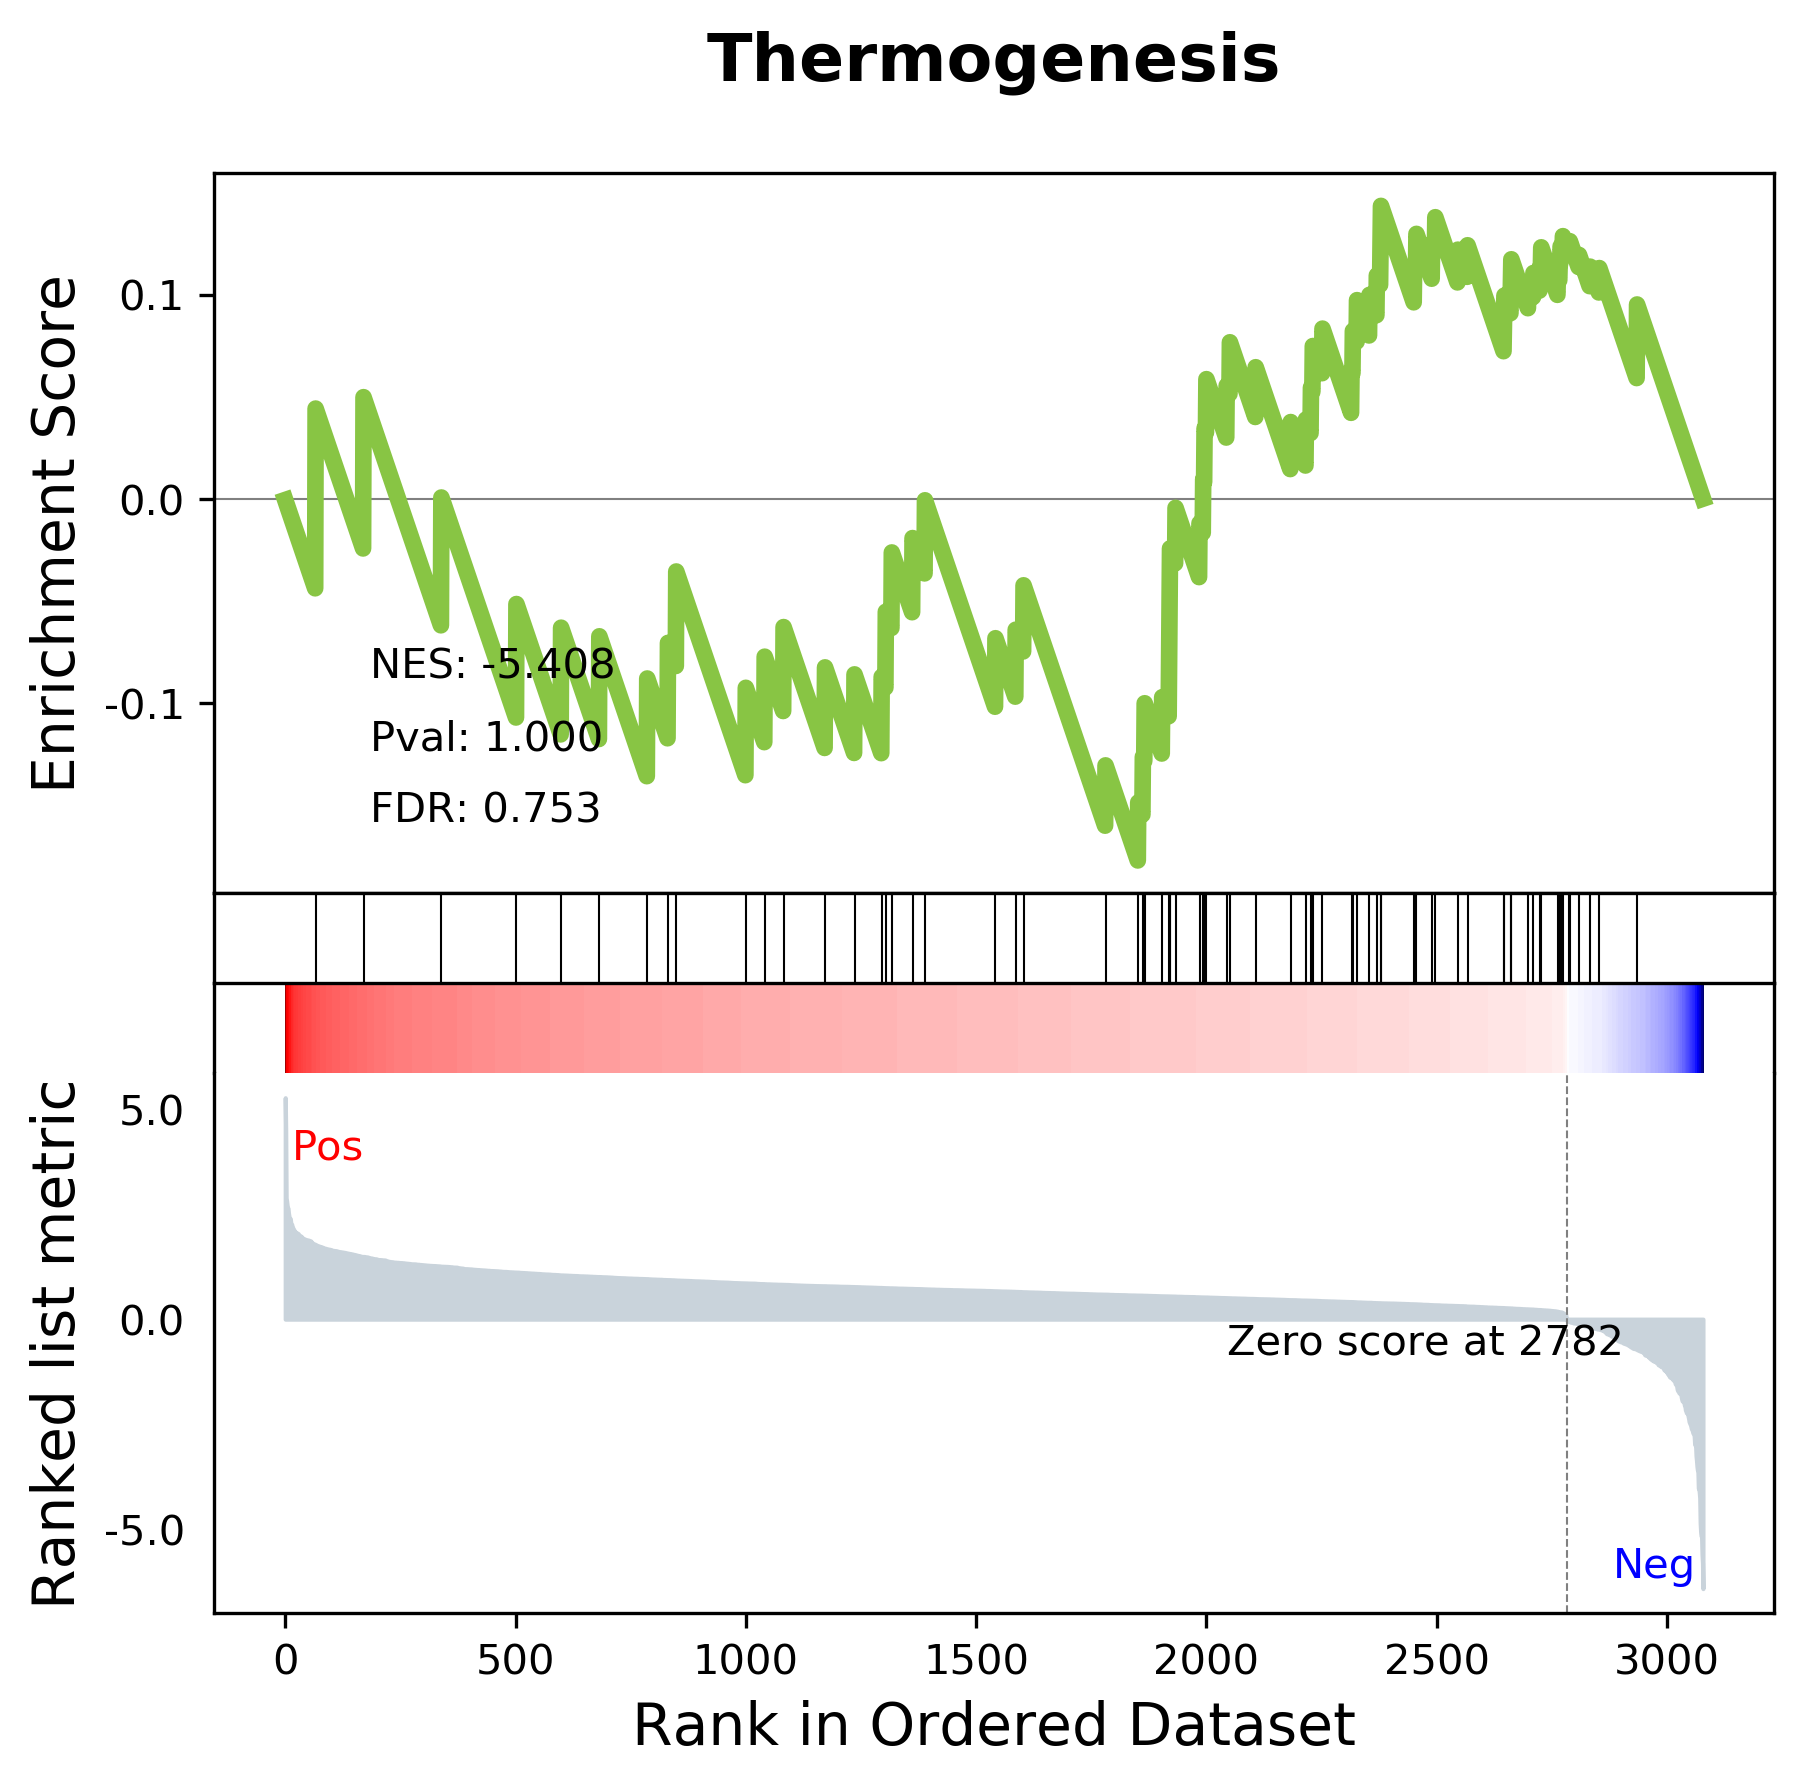 Thermogenesis
Enrichment Score
0.1
0.0
-0.1
NES: -5.408
Pval: 1.000
FDR: 0.753
Ranked list metric
5.0
0.0
-5.0
Pos
Zero score at 2782
Neg
0 500 1000 1500 2000 2500 3000
Rank in Ordered Dataset